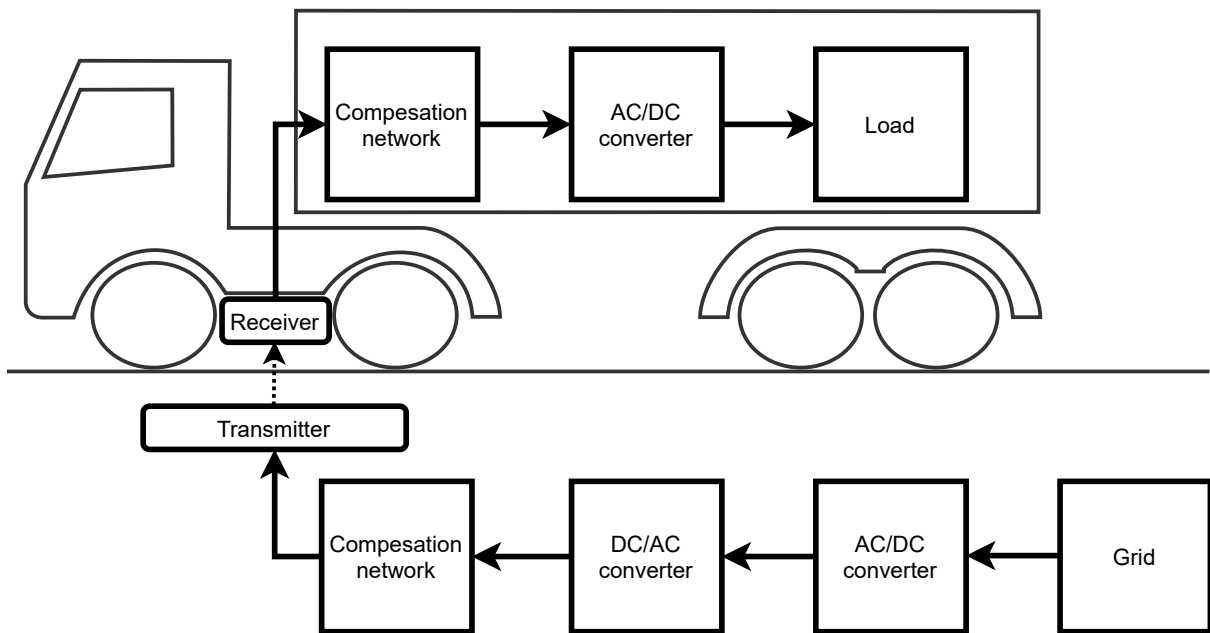 Compesation
network
AC/DC
converter
Load
Receiver
Transmitter
Compesation
network
DC/AC
converter
AC/DC
converter
Grid